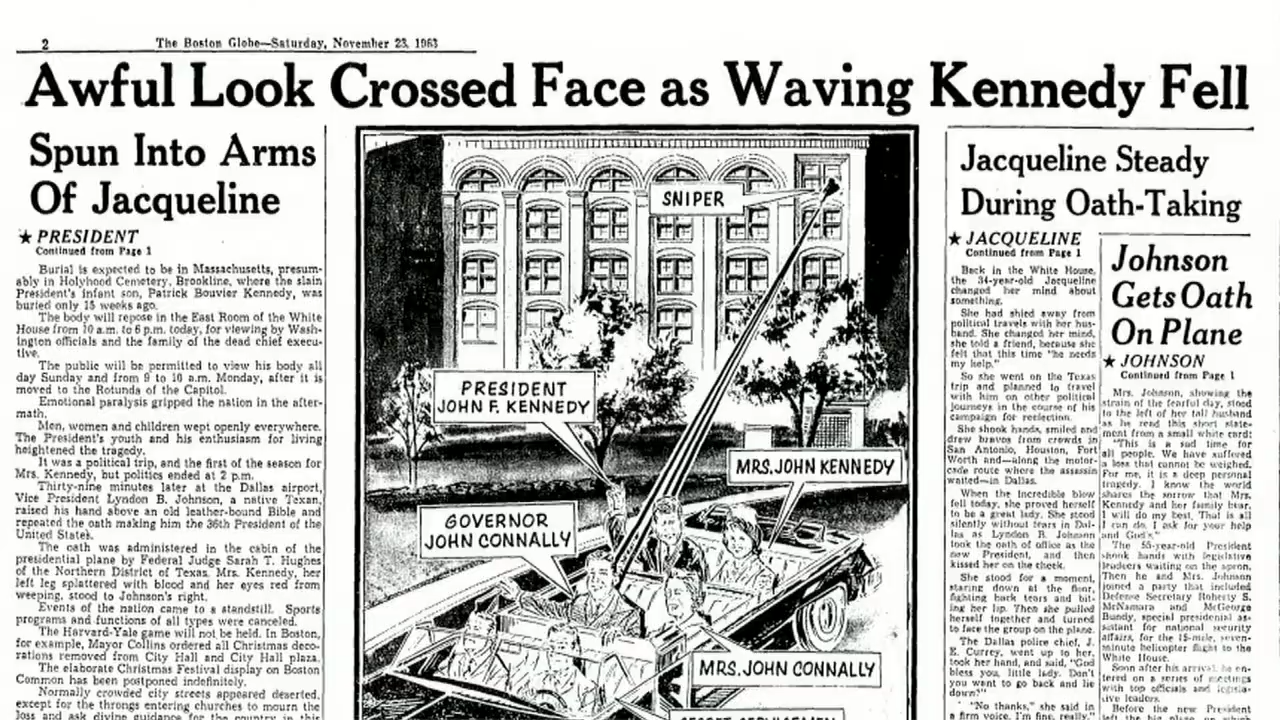 2
The Boston Globe—Saturday, November 23, 1963
Awful Look Crossed Face as Waving Kennedy Fell
Spun Into Arms
Of Jacqueline
★ PRESIDENT
Continued from Page 1
Burial is expected to be in Massachusetts, presum-
ably in Holyhood Cemetery, Brookline, where the slain
President's infant son, Patrick Bouvier Kennedy, was
buried only 15 weeks ago.
The body will repose in the East Room of the White
House from 10 a.m. to 6 p.m. today, for viewing by Wash-
ington officials and the family of the dead chief execu-
tive.
The public will be permitted to view his body all
day Sunday and from 9 to 10 a.m. Monday, after it is
moved to the Rotunda of the Capitol.
Emotional paralysis gripped the nation in the after-
math.
Men, women and children wept openly everywhere.
The President's youth and his enthusiasm for living
heightened the tragedy.
It was a political trip, and the first of the season for
Mrs. Kennedy, but politics ended at 2 p.m.
Thirty-nine minutes later at the Dallas airport,
Vice President Lyndon B. Johnson, a native Texan,
raised his hand above an old leather-bound Bible and
repeated the oath making him the 36th President of the
United States.
The oath was administered in the cabin of the
presidential plane by Federal Judge Sarah T. Hughes
of the Northern District of Texas. Mrs. Kennedy, her
left leg splattered with blood and her eyes red from
weeping, stood to Johnson's right.
Events of the nation came to a standstill. Sports
programs and functions of all types were canceled.
The Harvard-Yale game will not be held. In Boston,
for example, Mayor Collins ordered all Christmas deco-
rations removed from City Hall and City Hall plaza.
The elaborate Christmas Festival display on Boston
Common has been postponed indefinitely.
Normally crowded city streets appeared deserted,
except for the throngs entering churches to mourn the
loss and ask divine guidance for the country in this
SNIPER
PRESIDENT
JOHN F. KENNEDY
MRS. JOHN KENNEDY
GOVERNOR
JOHN CONNALLY
MRS. JOHN CONNALLY
SECRET SERVICEMEN
Jacqueline Steady
During Oath-Taking
★ JACQUELINE
Continued from Page 1
Back in the White House,
the 34-year-old Jacqueline
changed her mind about
something.
She had shied away from
political travels with her hus-
band. She changed her mind,
she told a friend, because she
felt that this time "he needs
my help."
So she went on the Texas
trip and planned to travel
with him on other political
journeys in the course of his
campaign for reelection.
She shook hands, smiled and
drew bravos from crowds in
San Antonio, Houston, Fort
Worth and—along the motor-
cade route where the assassin
waited—in Dallas.
When the incredible blow
fell today, she proved herself
to be a great lady. She stood
silently without tears in Dal-
las as Lyndon B. Johnson
took the oath of office as the
new President, and then
kissed her on the cheek.
She stood for a moment,
staring down at the floor,
fighting back tears and bit-
ing her lip. Then she pulled
herself together and turned
to face the group on the plane.
The Dallas police chief, J.
E. Currey, went up to her,
took her hand, and said, "God
bless you, little lady. Don't
you want to go back and lie
down?"
"No thanks," she said in
a firm voice. I'm fine, really."
Johnson
Gets Oath
On Plane
★ JOHNSON
Continued from Page 1
Mrs. Johnson, showing the
strain of the fearful day, stood
to the left of her tall husband
as he read this short state-
ment from a small white card:
"This is a sad time for
all people. We have suffered
a loss that cannot be weighed.
For me, it is a deep personal
tragedy. I know the world
shares the sorrow that Mrs.
Kennedy and her family bear.
I will do my best. That is all
I can do. I ask for your help
and God's."
The 55-year-old President
shook hands with legislative
leaders waiting on the apron.
Then he and Mrs. Johnson
joined a party that included
Defense Secretary Roberty S.
McNamara and McGeorge
Bundy, special presidential as-
sistant for national security
affairs, for the 15-mile, seven-
minute helicopter flight to the
White House.
Soon after his arrival he en-
tered on a series of meetings
with top officials and legisla-
tive leaders.
Before the new President
left the big plane on which